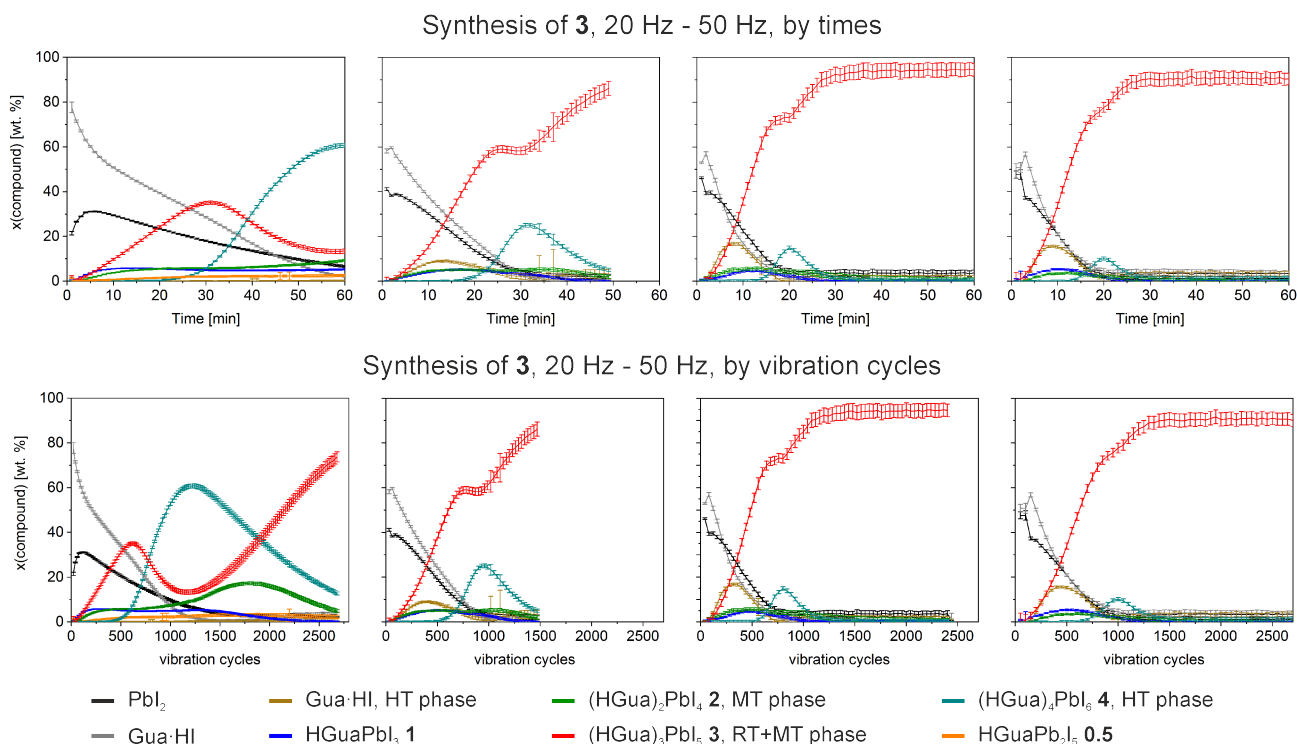 Synthesis of 3, 20 Hz - 50 Hz, by times
x(compound) [wt. %]
100
80
60
40
20
0
0 10 20 30 40 50 60
Time [min]
0 10 20 30 40 50 60
Time [min]
0 10 20 30 40 50 60
Time [min]
0 10 20 30 40 50 60
Time [min]
Synthesis of 3, 20 Hz - 50 Hz, by vibration cycles
x(compound) [wt. %]
100
80
60
40
20
0
0 500 1000 1500 2000 2500
vibration cycles
0 500 1000 1500 2000 2500
vibration cycles
0 500 1000 1500 2000 2500
vibration cycles
0 500 1000 1500 2000 2500
vibration cycles
PbI2 Gua·HI, HT phase (HGua)2PbI4 2, MT phase (HGua)4PbI6 4, HT phase
Gua·HI HGuaPbI3 1 (HGua)3PbI5 3, RT+MT phase HGuaPb2I5 0.5